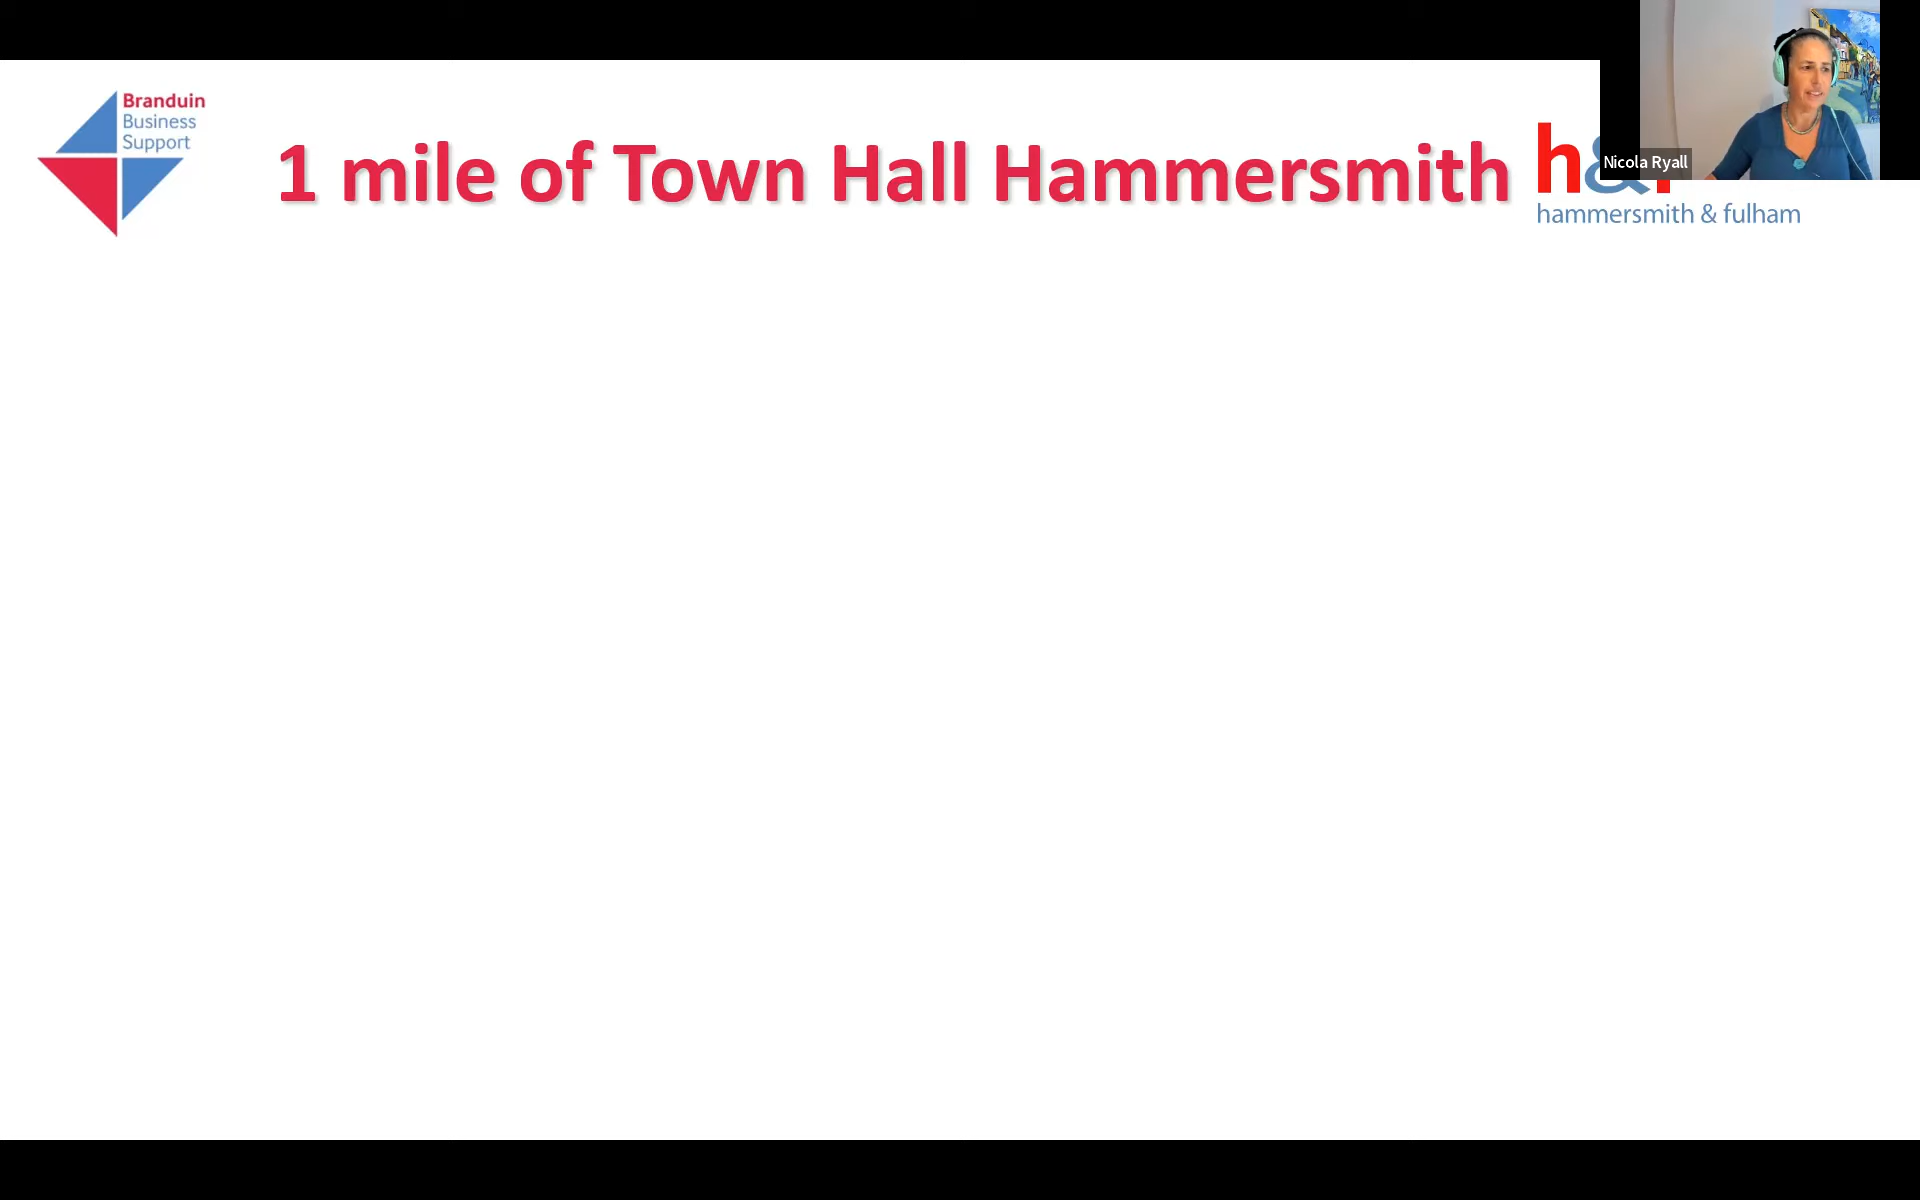 Branduin
Business
Support
1 mile of Town Hall Hammersmith
h&
hammersmith & fulham
Nicola Ryall